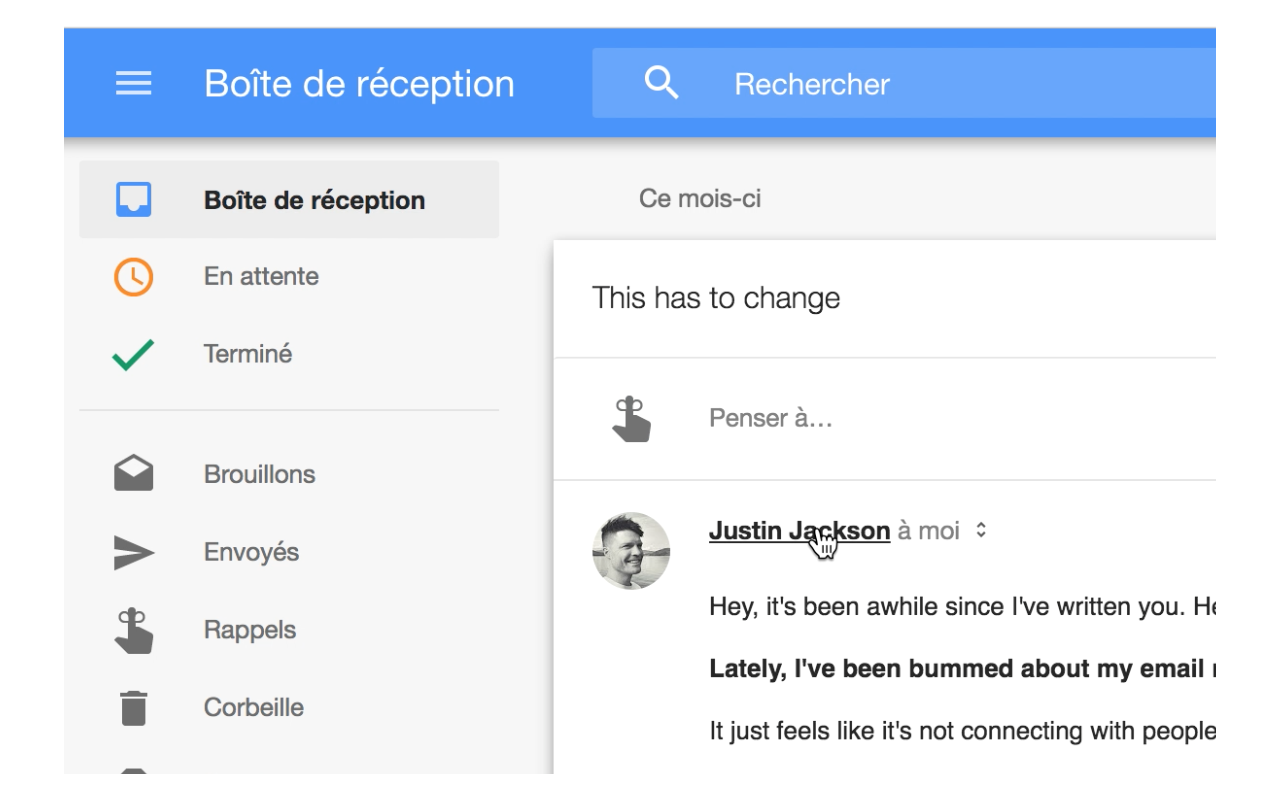 Boîte de réception
Rechercher
Boîte de réception
En attente
Terminé
Brouillons
Envoyés
Rappels
Corbeille
Ce mois-ci
This has to change
Penser à…
Justin Jackson à moi
Hey, it's been awhile since I've written you.
Lately, I've been bummed about my email
It just feels like it's not connecting with people